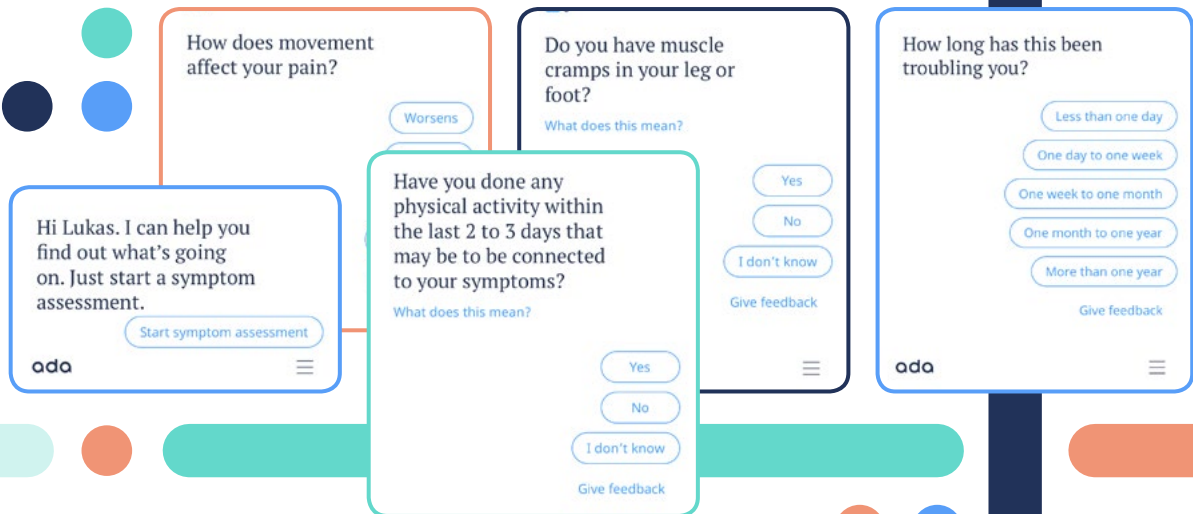 How does movement
affect your pain?
Worsens
Do you have muscle
cramps in your leg or
foot?
What does this mean?
Yes
No
I don't know
Give feedback
How long has this been
troubling you?
Less than one day
One day to one week
One week to one month
One month to one year
More than one year
Give feedback
ada
Hi Lukas. I can help you
find out what's going
on. Just start a symptom
assessment.
Start symptom assessment
ada
Have you done any
physical activity within
the last 2 to 3 days that
may be to be connected
to your symptoms?
What does this mean?
Yes
No
I don't know
Give feedback